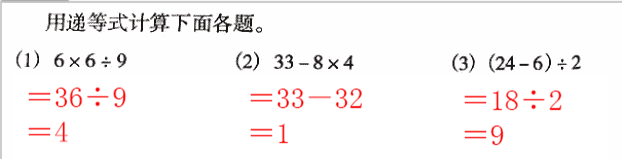 用递等式计算下面各题。
(1) 6×6÷9 (2) 33-8×4 (3) (24-6)÷2
=36÷9 =33-32 =18÷2
=4 =1 =9